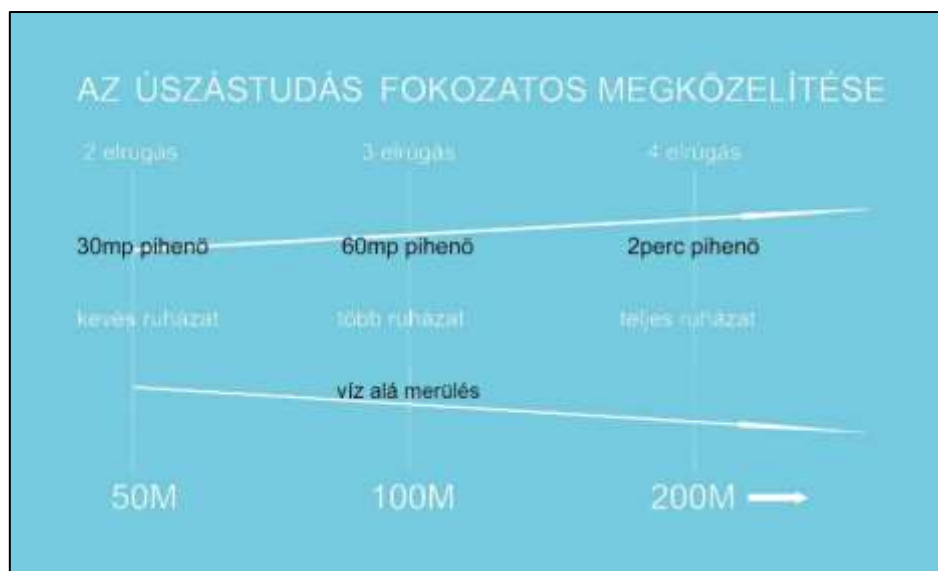 AZ ÚSZÁSTUDÁS FOKOZATOS MEGKÖZELÍTÉSE
2 elrúgás 3 elrúgás 4 elrúgás
30mp pihenő 60mp pihenő 2perc pihenő
kevés ruházat több ruházat teljes ruházat
víz alá merülés
50M 100M 200M